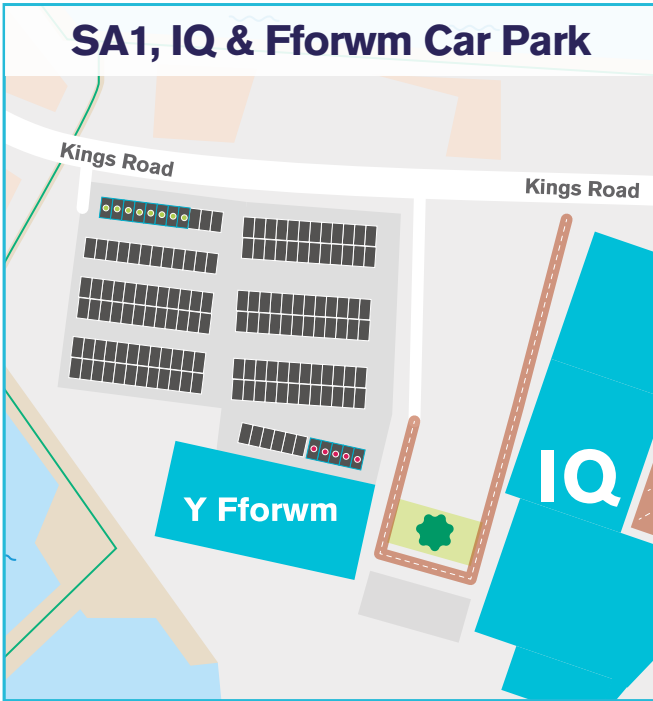 SA1, IQ & Fforwm Car Park
Kings Road
Kings Road
IQ
Y Fforwm